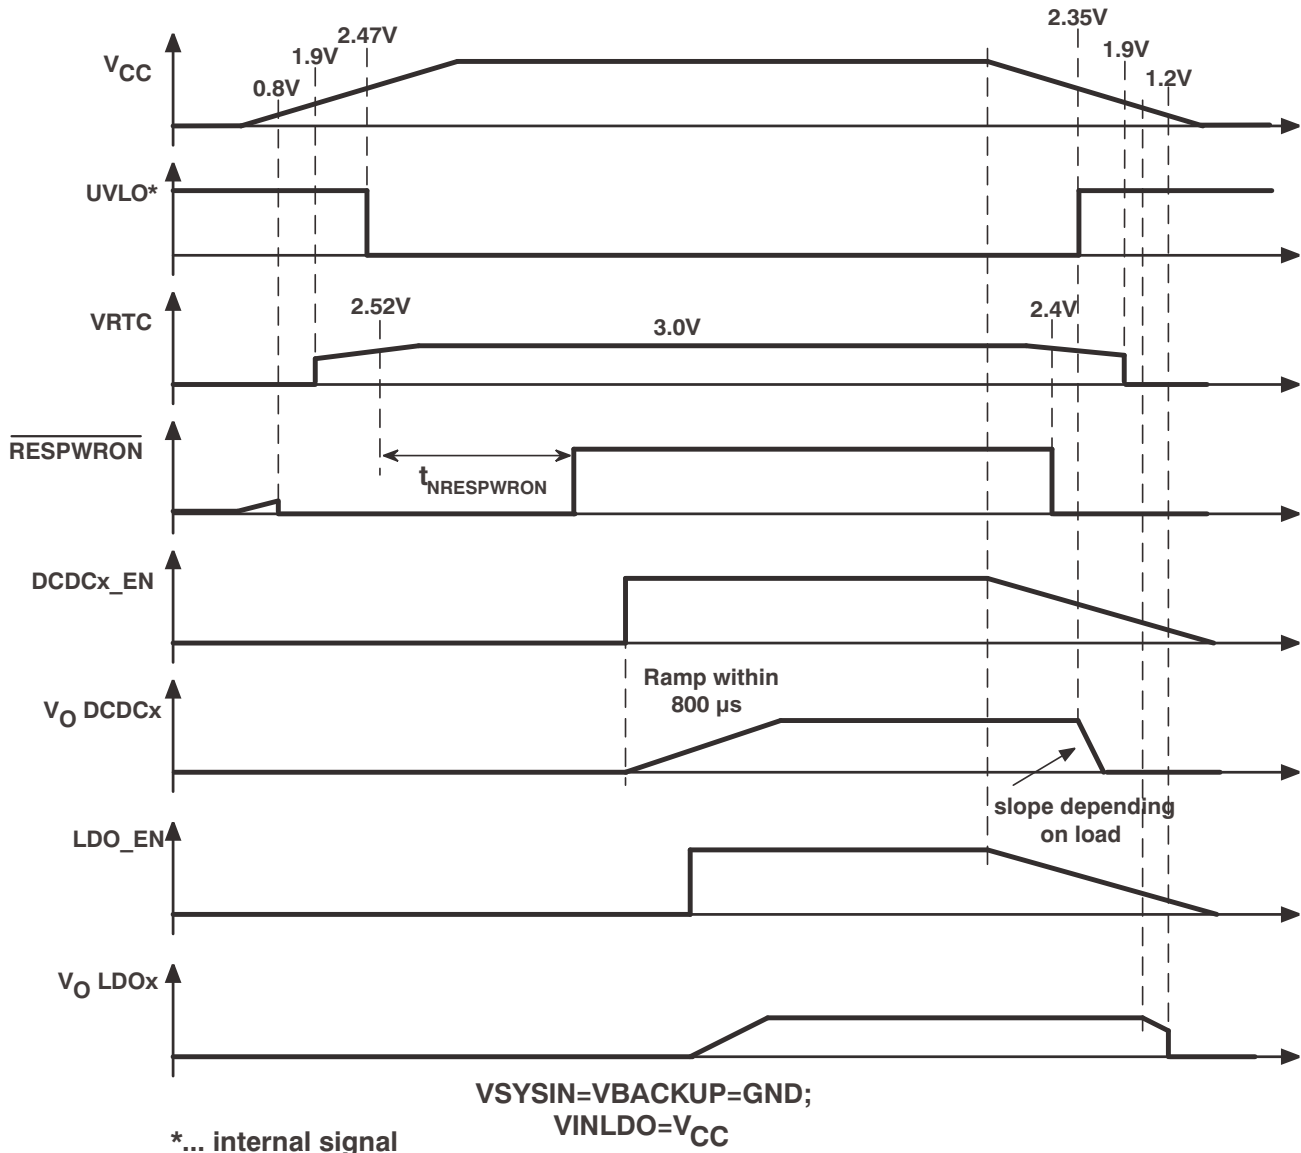 2.35V
2.47V
1.9V
1.9V
VCC
0.8V
1.2V
UVLO*
2.52V
2.4V
VRTC
3.0V
RESPWRON
tNRESPWRON
DCDCx_EN
Ramp within
800 µs
VO DCDCx
slope depending
on load
LDO_EN
VO LDOx
VSYSIN=VBACKUP=GND;
VINLDO=VCC
*... internal signal